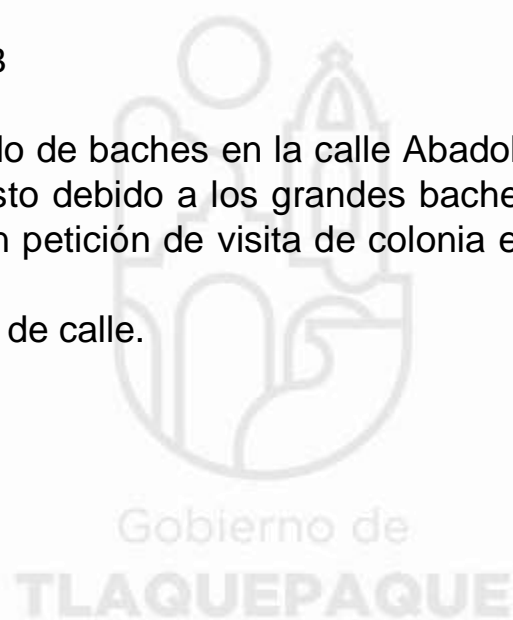 3
lo de baches en la calle Abadol
sto debido a los grandes bache
n petición de visita de colonia e
de calle.
Gobierno de
TLAQUEPAQUE